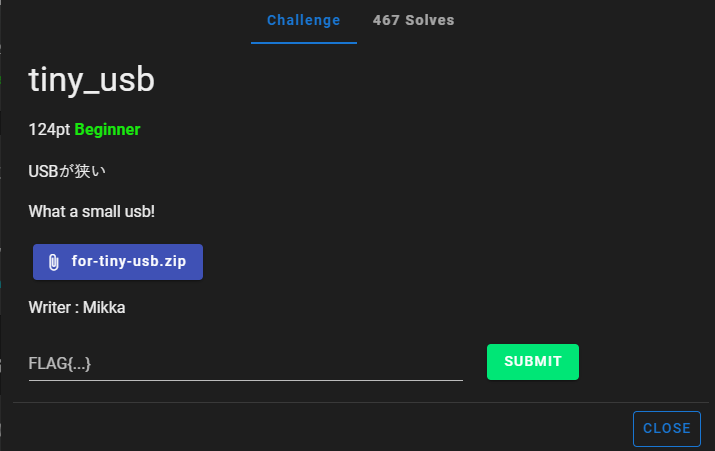 Challenge
467 Solves
tiny_usb
124pt Beginner
USBが狭い
What a small usb!
for-tiny-usb.zip
Writer : Mikka
FLAG{...}
SUBMIT
CLOSE